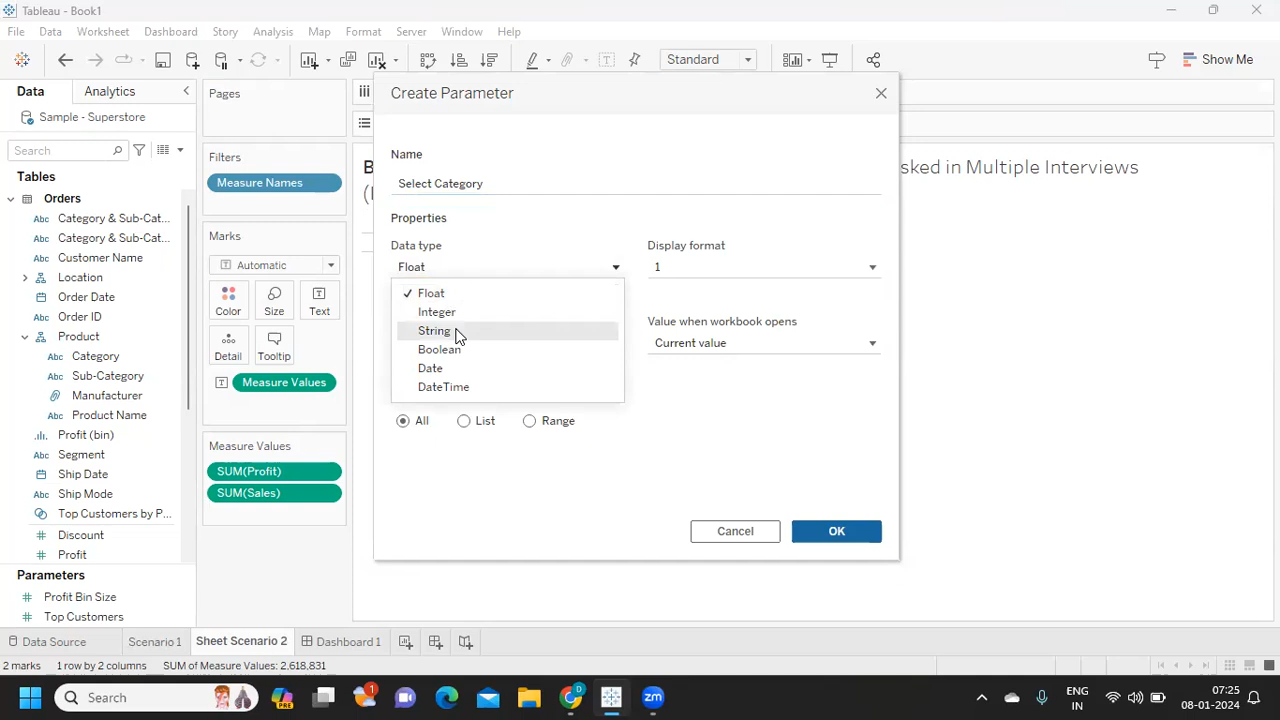 Tableau - Book1
File Data Worksheet Dashboard Story Analysis Map Format Server Window Help
Standard
Show Me
Data Analytics
Sample - Superstore
Search
Tables
Orders
Category & Sub-Cat...
Category & Sub-Cat...
Customer Name
Location
Order Date
Order ID
Product
Category
Sub-Category
Manufacturer
Product Name
Profit (bin)
Segment
Ship Date
Ship Mode
Top Customers by P...
Discount
Profit
Parameters
Profit Bin Size
Top Customers
Pages
Filters
Measure Names
Marks
Automatic
Color Size Text
Detail Tooltip
Measure Values
Measure Values
SUM(Profit)
SUM(Sales)
B
sked in Multiple Interviews
(
Create Parameter
Name
Select Category
Properties
Data type
Float
Display format
1
Float
Integer
String
Boolean
Date
DateTime
Value when workbook opens
Current value
All List Range
Cancel OK
Data Source Scenario 1 Sheet Scenario 2 Dashboard 1
2 marks 1 row by 2 columns SUM of Measure Values: 2,618,831
Search
PRE
1
D
zm
ENG
IN
07:25
08-01-2024